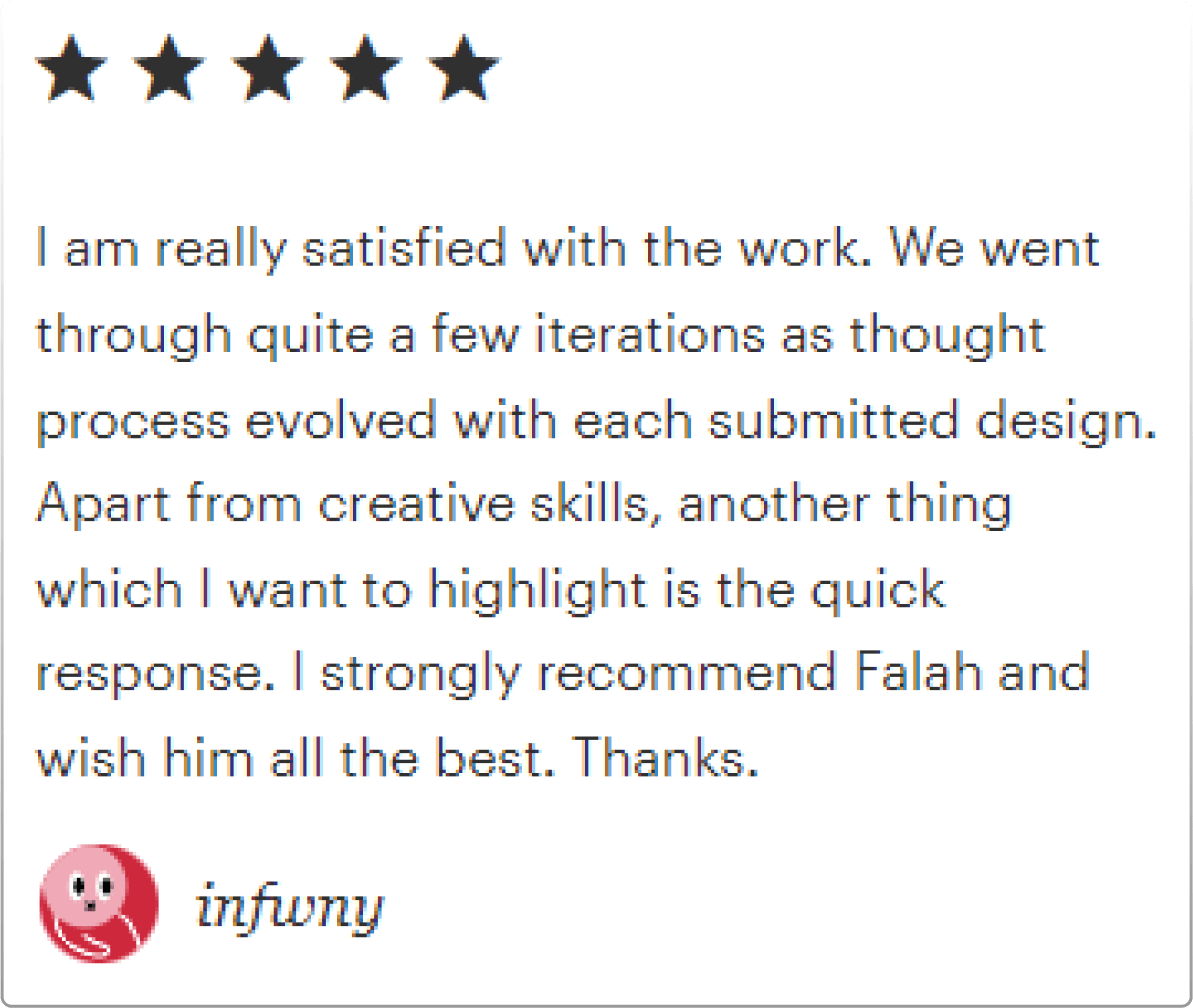 I am really satisfied with the work. We went
through quite a few iterations as thought
process evolved with each submitted design.
Apart from creative skills, another thing
which I want to highlight is the quick
response. I strongly recommend Falah and
wish him all the best. Thanks.
infwny